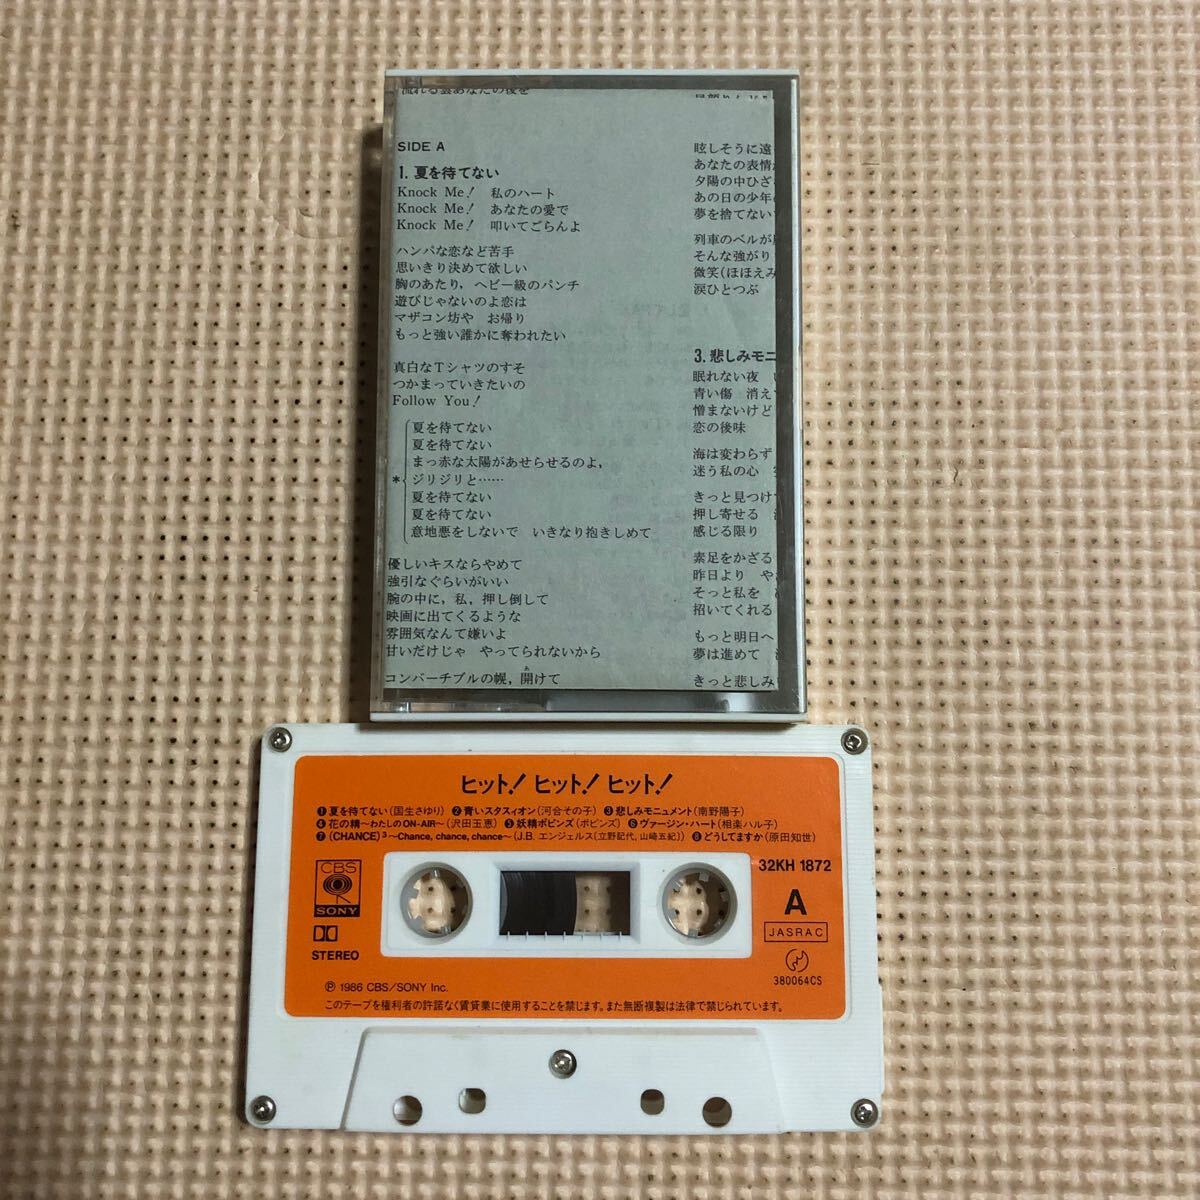 流れる雲あなたの後を
SIDE A
1. 夏を待てない
Knock Me! 私のハート
Knock Me! あなたの愛で
Knock Me! 叩いてごらんよ
ハンパな恋など苦手
思いきり決めて欲しい
胸のあたり，ヘビー級のパンチ
遊びじゃないのよ恋は
マザコン坊や お帰り
もっと強い誰かに奪われたい
真白なTシャツのすそ
つかまっていきたいの
Follow You!
夏を待てない
夏を待てない
まっ赤な太陽があせらせるのよ，
*ジリジリと……
夏を待てない
夏を待てない
意地悪をしないで いきなり抱きしめて
優しいキスならやめて
強引なぐらいがいい
腕の中に，私，押し倒して
映画に出てくるような
雰囲気なんて嫌いよ
甘いだけじゃ やってられないから
コンバーチブルの幌，開けて
あ
眩しそうに遠
あなたの表情
夕陽の中ひざ
あの日の少年
夢を捨てない
列車のベルが
そんな強がり
微笑(ほほえみ
涙ひとつぶ
3. 悲しみモニ
眠れない夜
青い傷 消え
憎まないけど
恋の後味
海は変わらず
迷う私の心
きっと見つけ
押し寄せる
感じる限り
素足をかざる
昨日より や
そっと私を
招いてくれる
もっと明日へ
夢は進めて
きっと悲しみ
ヒット! ヒット! ヒット!
①夏を待てない(国生さゆり) ②青いスタスィオン(河合その子) ③悲しみモニュメント(南野陽子)
④花の精〜わたしのON・AIR〜(沢田玉恵) ⑤妖精ポピンズ(ポピンズ) ⑥ヴァージン・ハート(相楽ハル子)
⑦(CHANCE)³〜Chance, chance, chance〜(J.B. エンジェルス(立野記代, 山崎五紀)) ⑧どうしてますか(原田知世)
CBS
SONY
STEREO
32KH 1872
A
JASRAC
380064CS
Ⓟ 1986 CBS/SONY Inc.
このテープを権利者の許諾なく賃貸業に使用することを禁じます。また無断複製は法律で禁じられています。